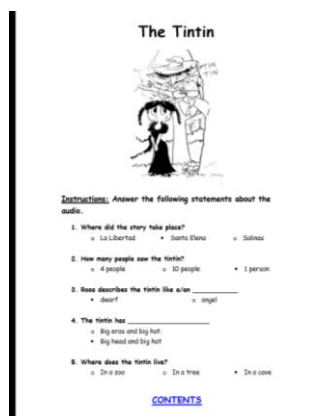 The Tintin
TIN
TIN
Instructions: Answer the following statements about the
audio.
1. Where did the story take place?
o La Libertad • Santa Elena o Salinas
2. How many people saw the tintin?
o 4 people o 10 people • 1 person
3. Rosa describes the tintin like a/an ____________
• dwarf o angel
4. The tintin has ____________________
o Big eras and big hat.
• Big head and big hat
5. Where does the tintin live?
o In a zoo o In a tree • In a cave
CONTENTS